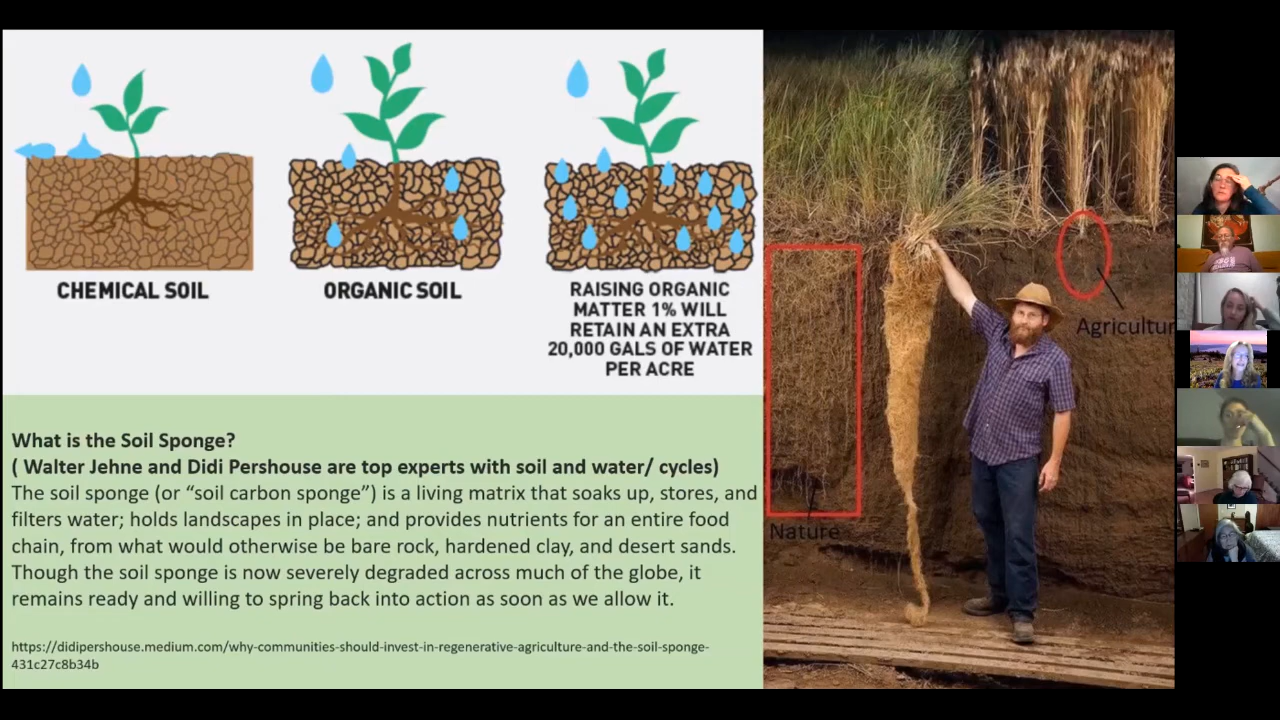 CHEMICAL SOIL
ORGANIC SOIL
RAISING ORGANIC
MATTER 1% WILL
RETAIN AN EXTRA
20,000 GALS OF WATER
PER ACRE
What is the Soil Sponge?
( Walter Jehne and Didi Pershouse are top experts with soil and water/ cycles)
The soil sponge (or “soil carbon sponge”) is a living matrix that soaks up, stores, and
filters water; holds landscapes in place; and provides nutrients for an entire food
chain, from what would otherwise be bare rock, hardened clay, and desert sands.
Though the soil sponge is now severely degraded across much of the globe, it
remains ready and willing to spring back into action as soon as we allow it.
https://didipershouse.medium.com/why-communities-should-invest-in-regenerative-agriculture-and-the-soil-sponge-
431c27c8b34b
Agricultur
Nature